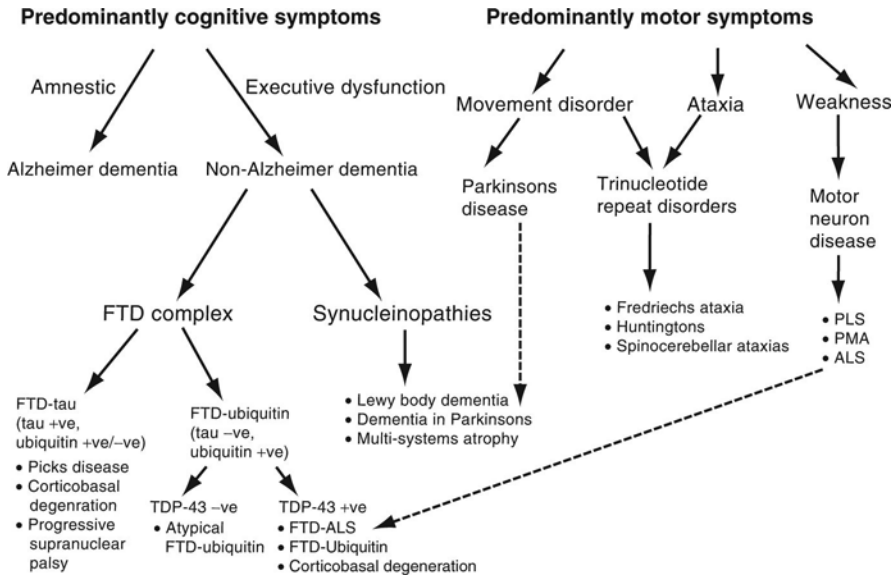 Predominantly cognitive symptoms
Predominantly motor symptoms
Amnestic
Executive dysfunction
Movement disorder
Ataxia
Weakness
Alzheimer dementia
Non-Alzheimer dementia
Parkinsons
disease
Trinucleotide
repeat disorders
Motor
neuron
disease
FTD complex
Synucleinopathies
• Fredriechs ataxia
• Huntingtons
• Spinocerebellar ataxias
• PLS
• PMA
• ALS
FTD-tau
(tau +ve,
ubiquitin +ve/−ve)
• Picks disease
• Corticobasal
degenration
• Progressive
supranuclear
palsy
FTD-ubiquitin
(tau −ve,
ubiquitin +ve)
• Lewy body dementia
• Dementia in Parkinsons
• Multi-systems atrophy
TDP-43 −ve
• Atypical
FTD-ubiquitin
TDP-43 +ve
• FTD-ALS
• FTD-Ubiquitin
• Corticobasal degeneration